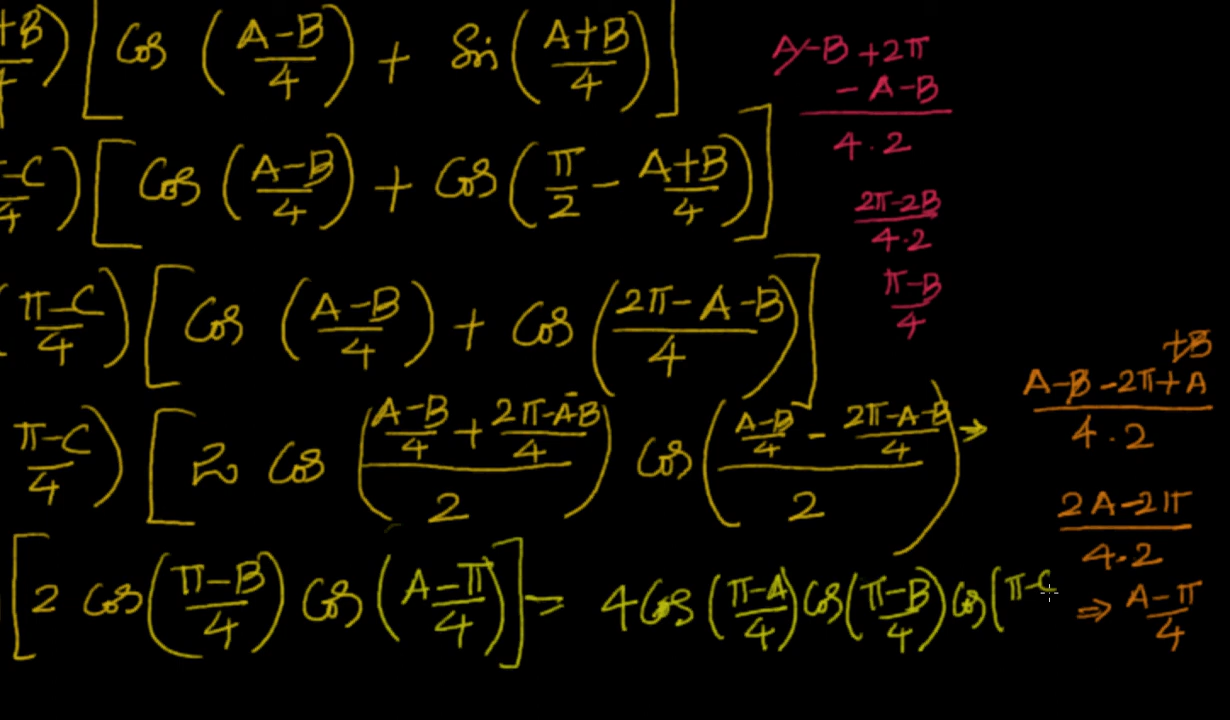 +B/4) [Cos (A-B/4) + Sin (A+B/4)]
-C/4) [Cos (A-B/4) + Cos (π/2 - A+B/4)]
(π-C/4) [Cos (A-B/4) + Cos (2π-A-B/4)]
π-C/4) [2 Cos (A-B/4 + 2π-A-B/4 / 2) Cos (A-B/4 - 2π-A-B/4 / 2) →
[2 Cos (π-B/4) Cos (A-π/4)] = 4 Cos (π-A/4) Cos (π-B/4) Cos (π-C
A-B+2π
-A-B
4.2
2π-2B
4.2
π-B
4
+B
A-B-2π+A
4.2
2A-2π
4.2
⇒ A-π
4